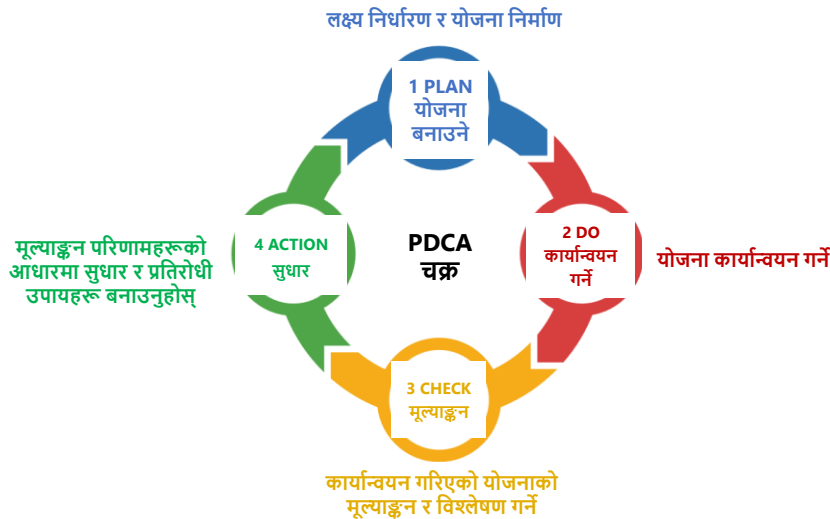 लक्ष्य निर्धारण र योजना निर्माण
1 PLAN
योजना
बनाउने
2 DO
कार्यान्वयन
गर्ने
योजना कार्यान्वयन गर्ने
PDCA
चक्र
4 ACTION
सुधार
मूल्याङ्कन परिणामहरूको
आधारमा सुधार र प्रतिरोधी
उपायहरू बनाउनुहोस्
3 CHECK
मूल्याङ्कन
कार्यान्वयन गरिएको योजनाको
मूल्याङ्कन र विश्लेषण गर्ने